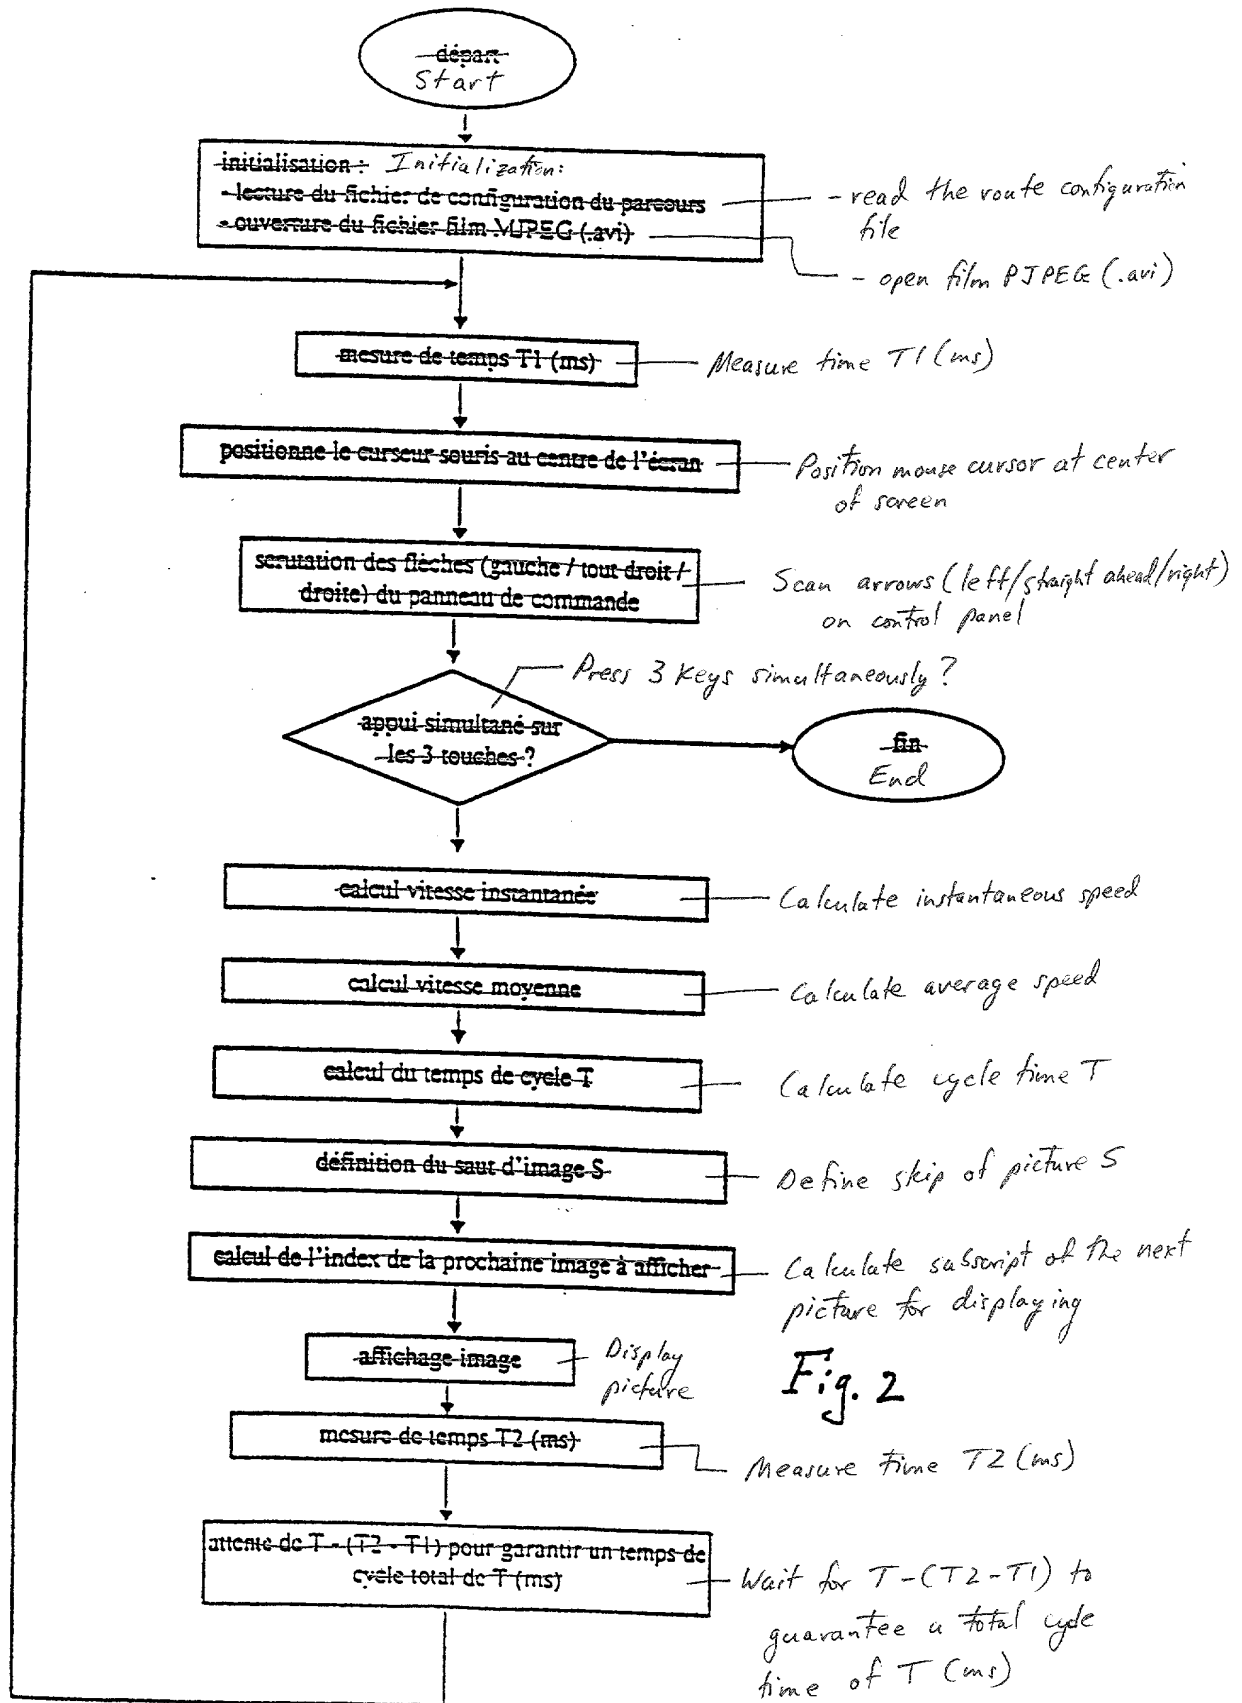 départ
Start
initialisation : Initialization:
- lecture du fichier de configuration du parcours
- read the route configuration
file
- ouverture du fichier film MJPEG (.avi)
- open film PJPEG (.avi)
mesure de temps T1 (ms)
Measure time T1 (ms)
positionne le curseur souris au centre de l'écran
Position mouse cursor at center
of screen
scrutation des flèches (gauche / tout droit /
droite) du panneau de commande
Scan arrows (left/straight ahead/right)
on control panel
Press 3 keys simultaneously?
appui simultané sur
les 3 touches ?
fin
End
calcul vitesse instantanée
Calculate instantaneous speed
calcul vitesse moyenne
Calculate average speed
calcul du temps de cycle T
Calculate cycle time T
définition du saut d'image S
Define skip of picture S
calcul de l'index de la prochaine image à afficher
Calculate subscript of the next
picture for displaying
affichage image
Display
picture
Fig. 2
mesure de temps T2 (ms)
Measure time T2 (ms)
attente de T - (T2 - T1) pour garantir un temps de
cycle total de T (ms)
Wait for T-(T2-T1) to
guarantee a total cycle
time of T (ms)